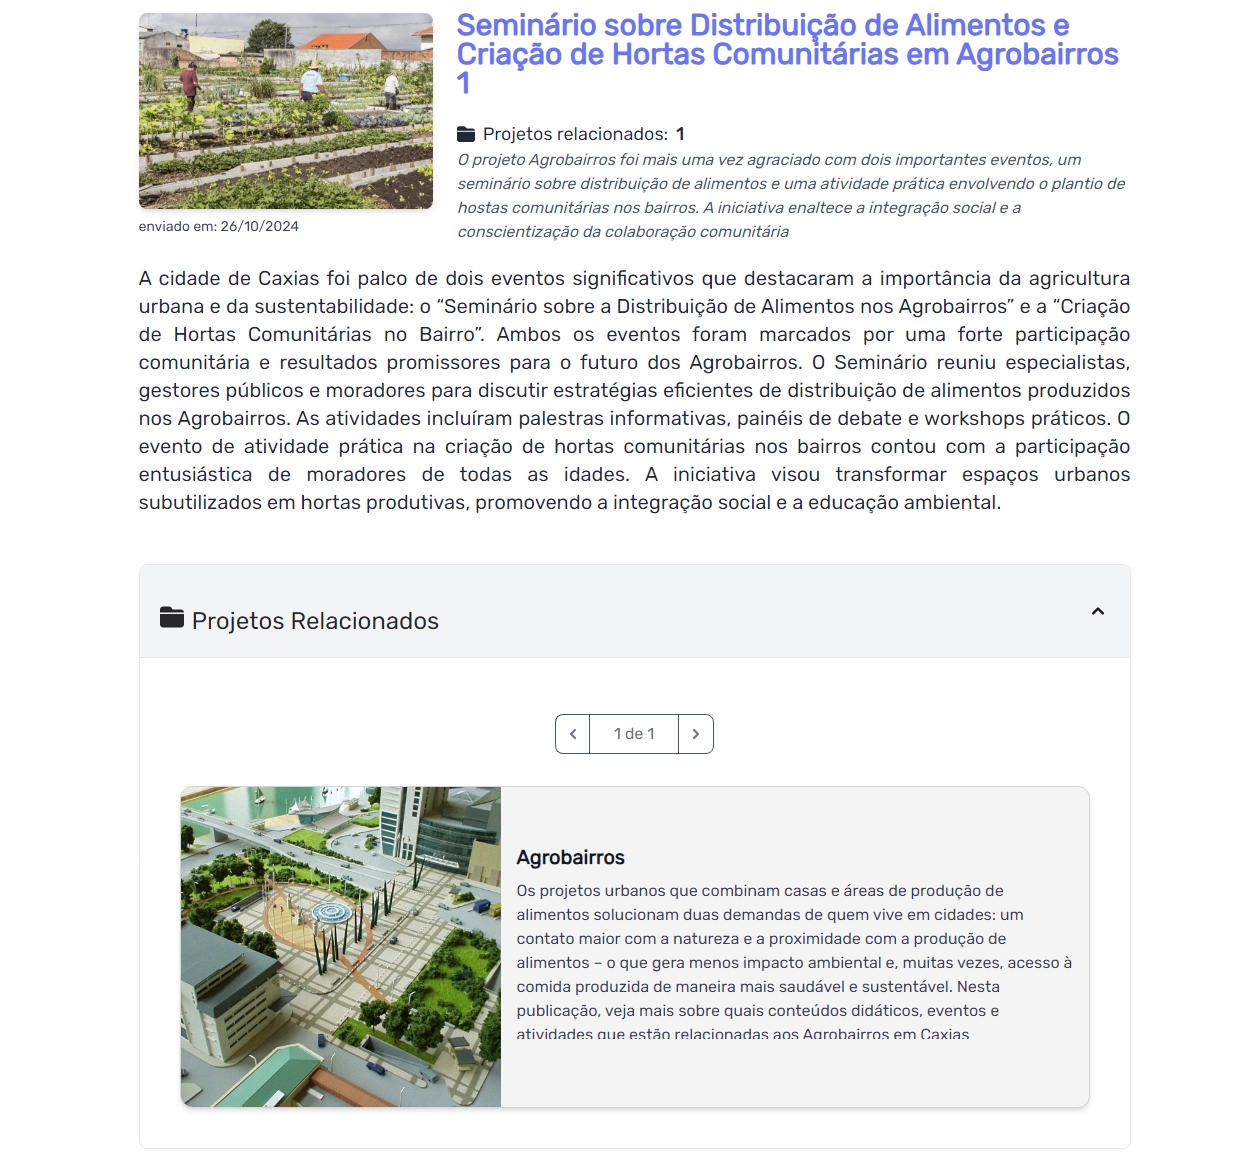 Seminário sobre Distribuição de Alimentos e
Criação de Hortas Comunitárias em Agrobairros
1
Projetos relacionados: 1
O projeto Agrobairros foi mais uma vez agraciado com dois importantes eventos, um
seminário sobre distribuição de alimentos e uma atividade prática envolvendo o plantio de
hostas comunitárias nos bairros. A iniciativa enaltece a integração social e a
conscientização da colaboração comunitária
enviado em: 26/10/2024
A cidade de Caxias foi palco de dois eventos significativos que destacaram a importância da agricultura
urbana e da sustentabilidade: o “Seminário sobre a Distribuição de Alimentos nos Agrobairros” e a “Criação
de Hortas Comunitárias no Bairro”. Ambos os eventos foram marcados por uma forte participação
comunitária e resultados promissores para o futuro dos Agrobairros. O Seminário reuniu especialistas,
gestores públicos e moradores para discutir estratégias eficientes de distribuição de alimentos produzidos
nos Agrobairros. As atividades incluíram palestras informativas, painéis de debate e workshops práticos. O
evento de atividade prática na criação de hortas comunitárias nos bairros contou com a participação
entusiástica de moradores de todas as idades. A iniciativa visou transformar espaços urbanos
subutilizados em hortas produtivas, promovendo a integração social e a educação ambiental.
Projetos Relacionados
1 de 1
Agrobairros
Os projetos urbanos que combinam casas e áreas de produção de
alimentos solucionam duas demandas de quem vive em cidades: um
contato maior com a natureza e a proximidade com a produção de
alimentos – o que gera menos impacto ambiental e, muitas vezes, acesso à
comida produzida de maneira mais saudável e sustentável. Nesta
publicação, veja mais sobre quais conteúdos didáticos, eventos e
atividades que estão relacionadas aos Agrobairros em Caxias